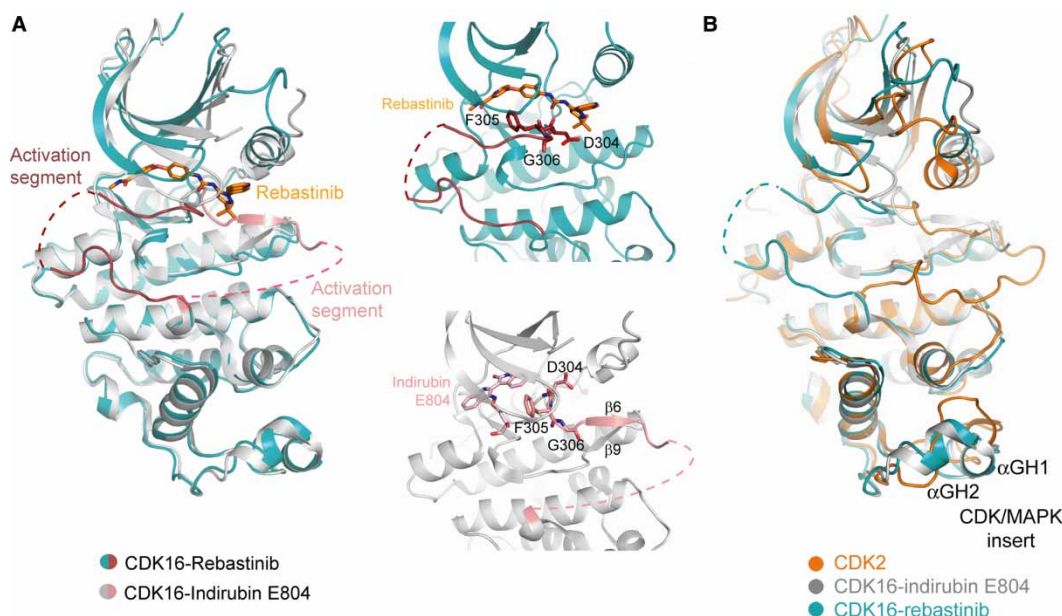 A
Activation
segment
Rebastinib
Activation
segment
CDK16-Rebastinib
CDK16-Indirubin E804
Rebastinib
F305
G306
D304
Indirubin
E804
D304
F305
G306
β6
β9
B
αGH1
αGH2
CDK/MAPK
insert
CDK2
CDK16-indirubin E804
CDK16-rebastinib